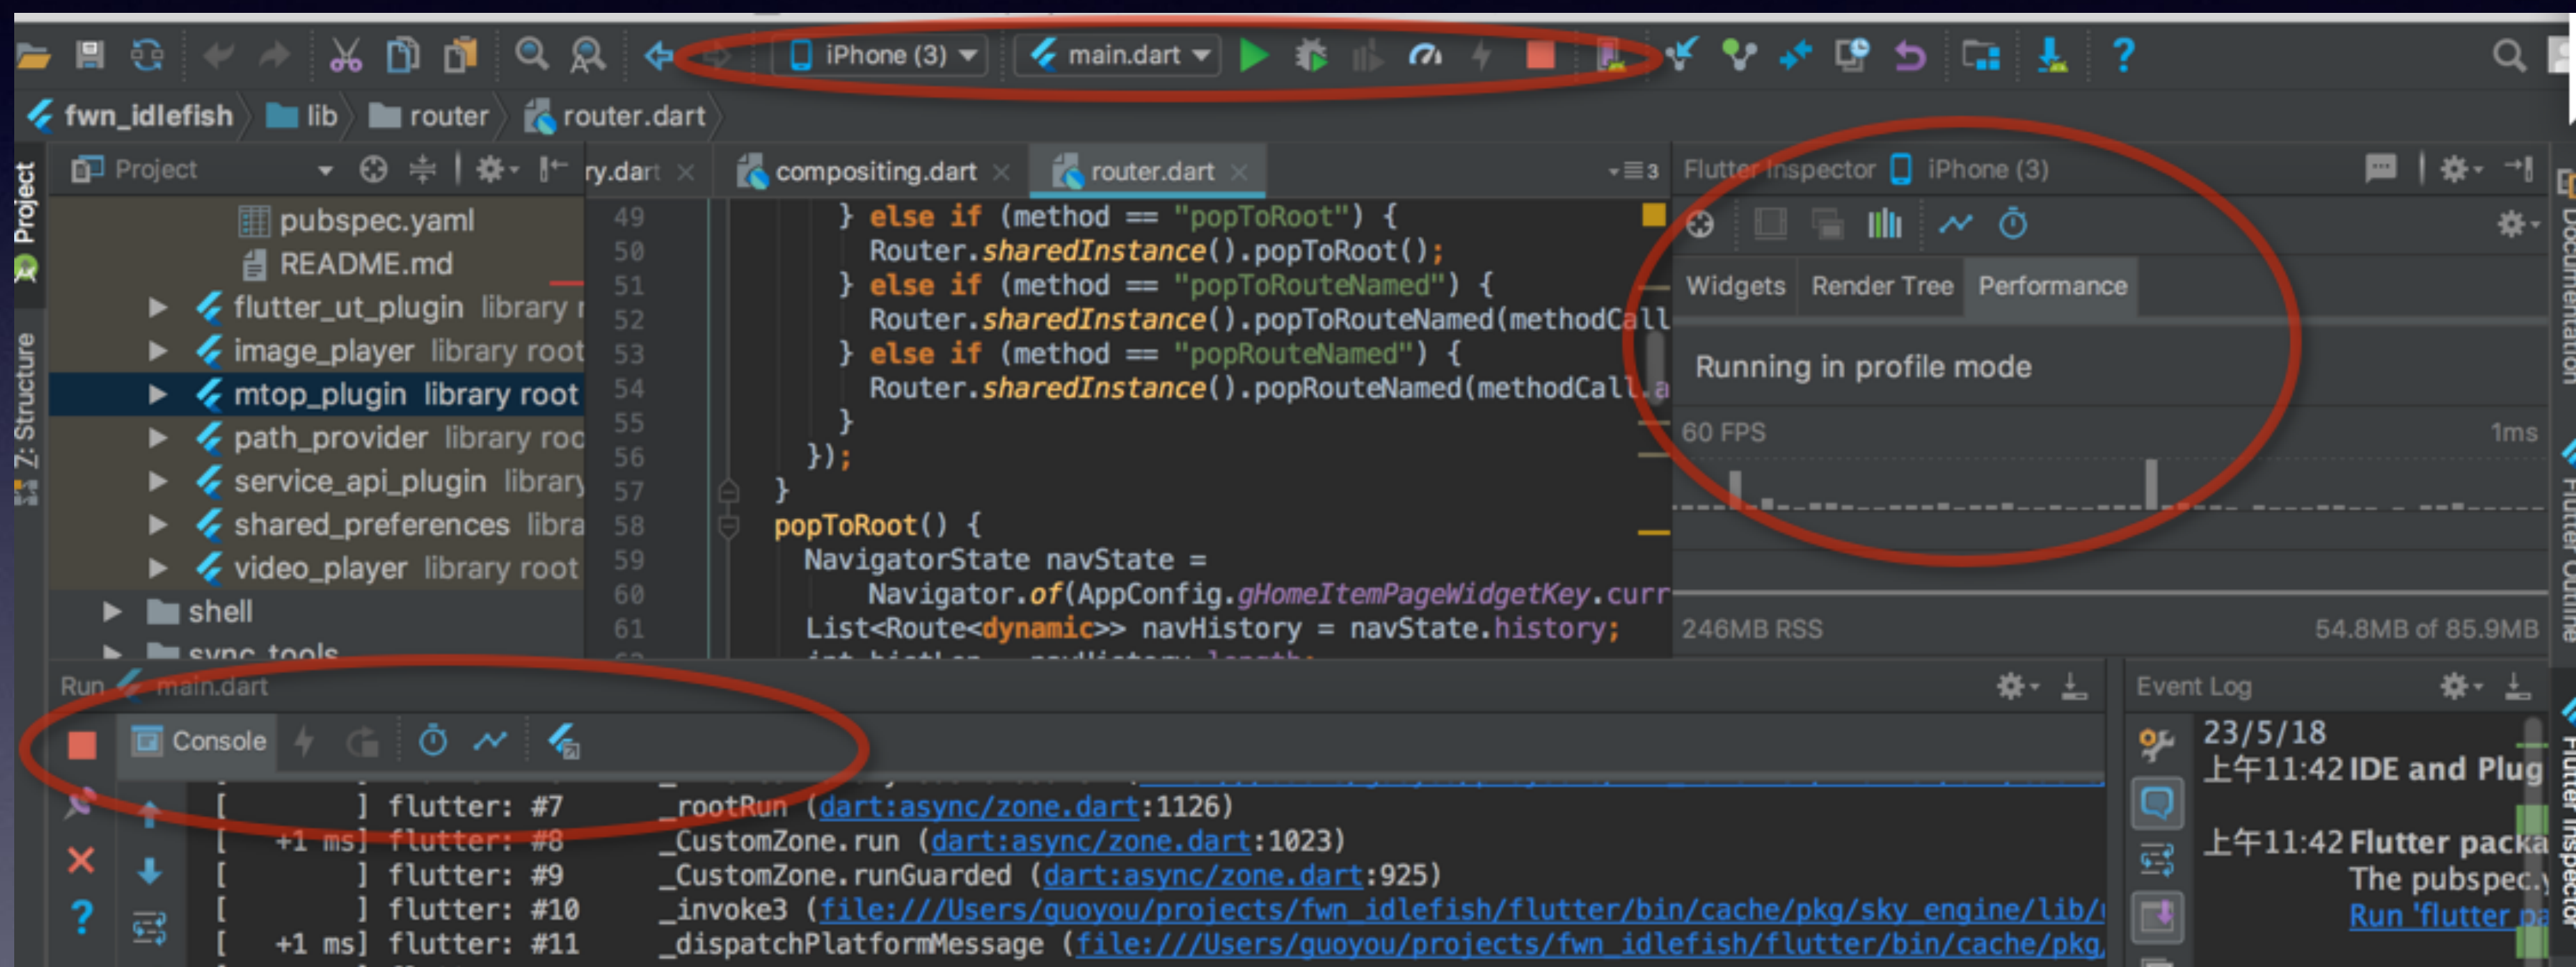 iPhone (3)
main.dart
fwn_idlefish
lib
router
router.dart
Project
Project
Z: Structure
pubspec.yaml
README.md
flutter_ut_plugin library r
image_player library root
mtop_plugin library root
path_provider library roo
service_api_plugin library
shared_preferences libra
video_player library root
shell
sync_tools
ry.dart
compositing.dart
router.dart
3
49 } else if (method == "popToRoot") {
50 Router.sharedInstance().popToRoot();
51 } else if (method == "popToRouteNamed") {
52 Router.sharedInstance().popToRouteNamed(methodCall
53 } else if (method == "popRouteNamed") {
54 Router.sharedInstance().popRouteNamed(methodCall.a
55 }
56 });
57 }
58 popToRoot() {
59 NavigatorState navState =
60 Navigator.of(AppConfig.gHomeItemPageWidgetKey.curr
61 List<Route<dynamic>> navHistory = navState.history;
Flutter Inspector iPhone (3)
Widgets Render Tree Performance
Running in profile mode
60 FPS 1ms
246MB RSS 54.8MB of 85.9MB
Documentation
Flutter Outline
Flutter Inspector
Run main.dart
Console
[ ] flutter: #7 _rootRun (dart:async/zone.dart:1126)
[ +1 ms] flutter: #8 _CustomZone.run (dart:async/zone.dart:1023)
[ ] flutter: #9 _CustomZone.runGuarded (dart:async/zone.dart:925)
[ ] flutter: #10 _invoke3 (file:///Users/guoyou/projects/fwn_idlefish/flutter/bin/cache/pkg/sky_engine/lib/
[ +1 ms] flutter: #11 _dispatchPlatformMessage (file:///Users/guoyou/projects/fwn_idlefish/flutter/bin/cache/pkg/
Event Log
23/5/18
上午11:42 IDE and Plug
上午11:42 Flutter packa
The pubspec.y
Run 'flutter pa